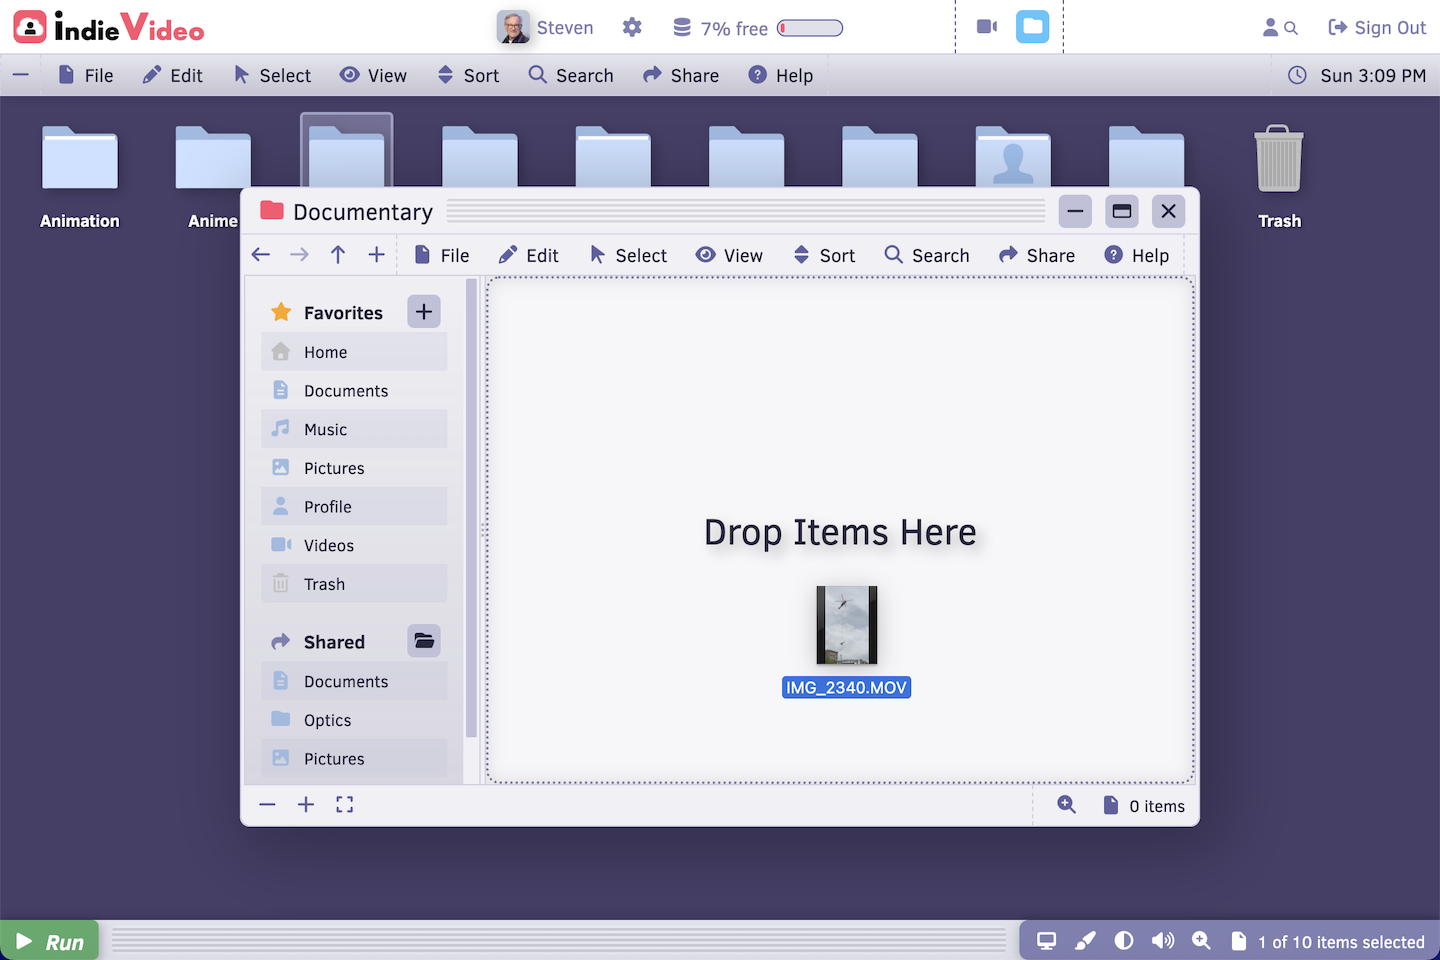 IndieVideo
Steven
7% free
Sign Out
File Edit Select View Sort Search Share Help
Sun 3:09 PM
Animation
Anime
Trash
Documentary
File Edit Select View Sort Search Share Help
Favorites
Home
Documents
Music
Pictures
Profile
Videos
Trash
Shared
Documents
Optics
Pictures
Drop Items Here
IMG_2340.MOV
0 items
Run
1 of 10 items selected